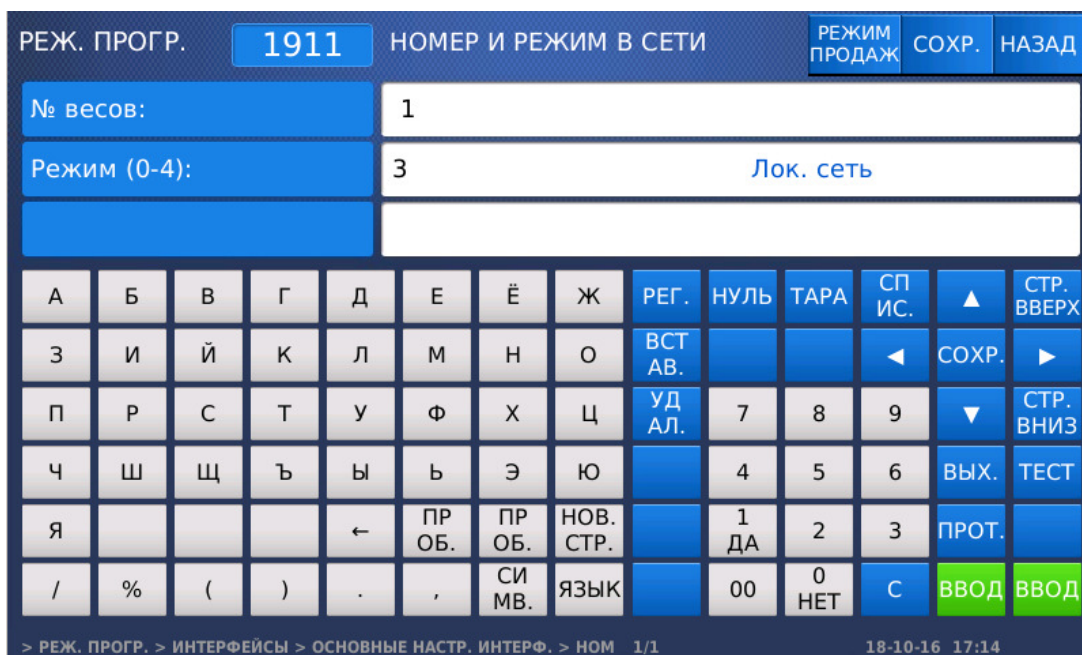 РЕЖ. ПРОГР. 1911 НОМЕР И РЕЖИМ В СЕТИ РЕЖИМ ПРОДАЖ СОХР. НАЗАД
№ весов: 1
Режим (0-4): 3 Лок. сеть
А Б В Г Д Е Ё Ж РЕГ. НУЛЬ ТАРА СП ИС. ▲ СТР. ВВЕРХ
З И Й К Л М Н О ВСТ АВ. ◀ СОХР. ▶
П Р С Т У Ф Х Ц УД АЛ. 7 8 9 ▼ СТР. ВНИЗ
Ч Ш Щ Ъ Ы Ь Э Ю 4 5 6 ВЫХ. ТЕСТ
Я ← ПР ОБ. ПР ОБ. НОВ. СТР. 1 ДА 2 3 ПРОТ.
/ % ( ) . , СИ МВ. ЯЗЫК 00 0 НЕТ С ВВОД ВВОД
> РЕЖ. ПРОГР. > ИНТЕРФЕЙСЫ > ОСНОВНЫЕ НАСТР. ИНТЕРФ. > НОМ 1/1 18-10-16 17:14